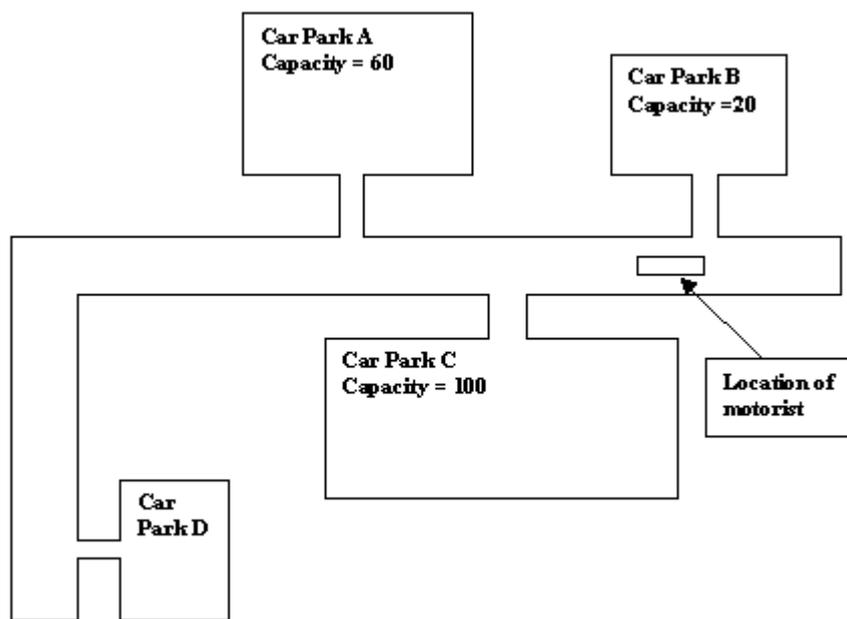 Car Park A
Capacity = 60
Car Park B
Capacity =20
Car Park C
Capacity = 100
Location of
motorist
Car
Park D